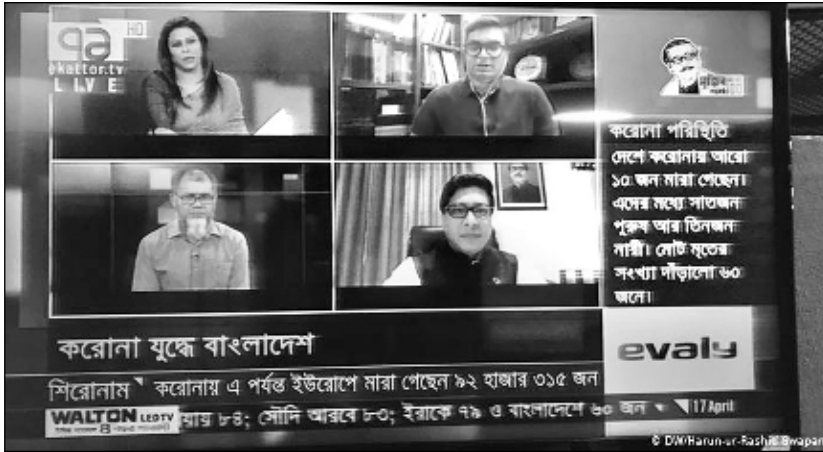 ৭১
HD
ekattor.tv
LIVE
করোনা পরিস্থিতি
দেশে করোনায় আরো
১০ জন মারা গেছেন।
এদের মধ্যে সাতজন
পুরুষ আর তিনজন
নারী। মোট মৃতের
সংখ্যা দাঁড়ালো ৬০
জনে।
করোনা যুদ্ধে বাংলাদেশ
evaly
শিরোনাম করোনায় এ পর্যন্ত ইউরোপে মারা গেছেন ৯২ হাজার ৩১৫ জন
WALTON LED TV
৮৪; সৌদি আরবে ৮৩; ইরাকে ৭৯ ও বাংলাদেশে ৬০ জন
17 April
© DW/Harun-ur-Rashid Swapan